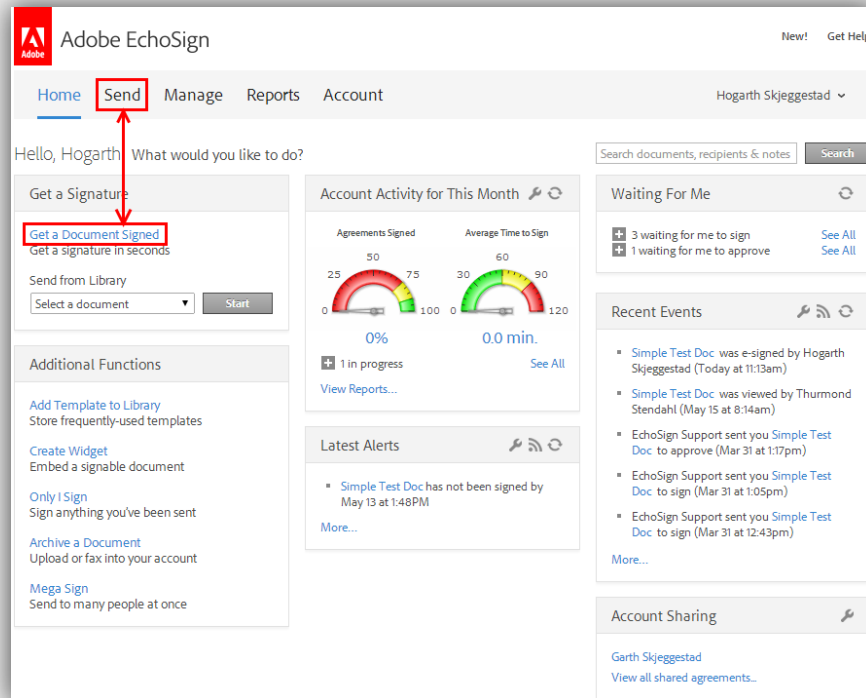 Adobe
Adobe EchoSign
New! Get Help
Home Send Manage Reports Account
Hogarth Skjeggestad
Hello, Hogarth What would you like to do?
Search documents, recipients & notes
Search
Get a Signature
Get a Document Signed
Get a signature in seconds
Send from Library
Select a document
Start
Additional Functions
Add Template to Library
Store frequently-used templates
Create Widget
Embed a signable document
Only I Sign
Sign anything you've been sent
Archive a Document
Upload or fax into your account
Mega Sign
Send to many people at once
Account Activity for This Month
Agreements Signed
0 25 50 75 100
0%
Average Time to Sign
0 30 60 90 120
0.0 min.
1 in progress
See All
View Reports...
Latest Alerts
Simple Test Doc has not been signed by
May 13 at 1:48PM
More...
Waiting For Me
3 waiting for me to sign See All
1 waiting for me to approve See All
Recent Events
Simple Test Doc was e-signed by Hogarth
Skjeggestad (Today at 11:13am)
Simple Test Doc was viewed by Thurmond
Stendahl (May 15 at 8:14am)
EchoSign Support sent you Simple Test
Doc to approve (Mar 31 at 1:17pm)
EchoSign Support sent you Simple Test
Doc to sign (Mar 31 at 1:05pm)
EchoSign Support sent you Simple Test
Doc to sign (Mar 31 at 12:43pm)
More...
Account Sharing
Garth Skjeggestad
View all shared agreements...